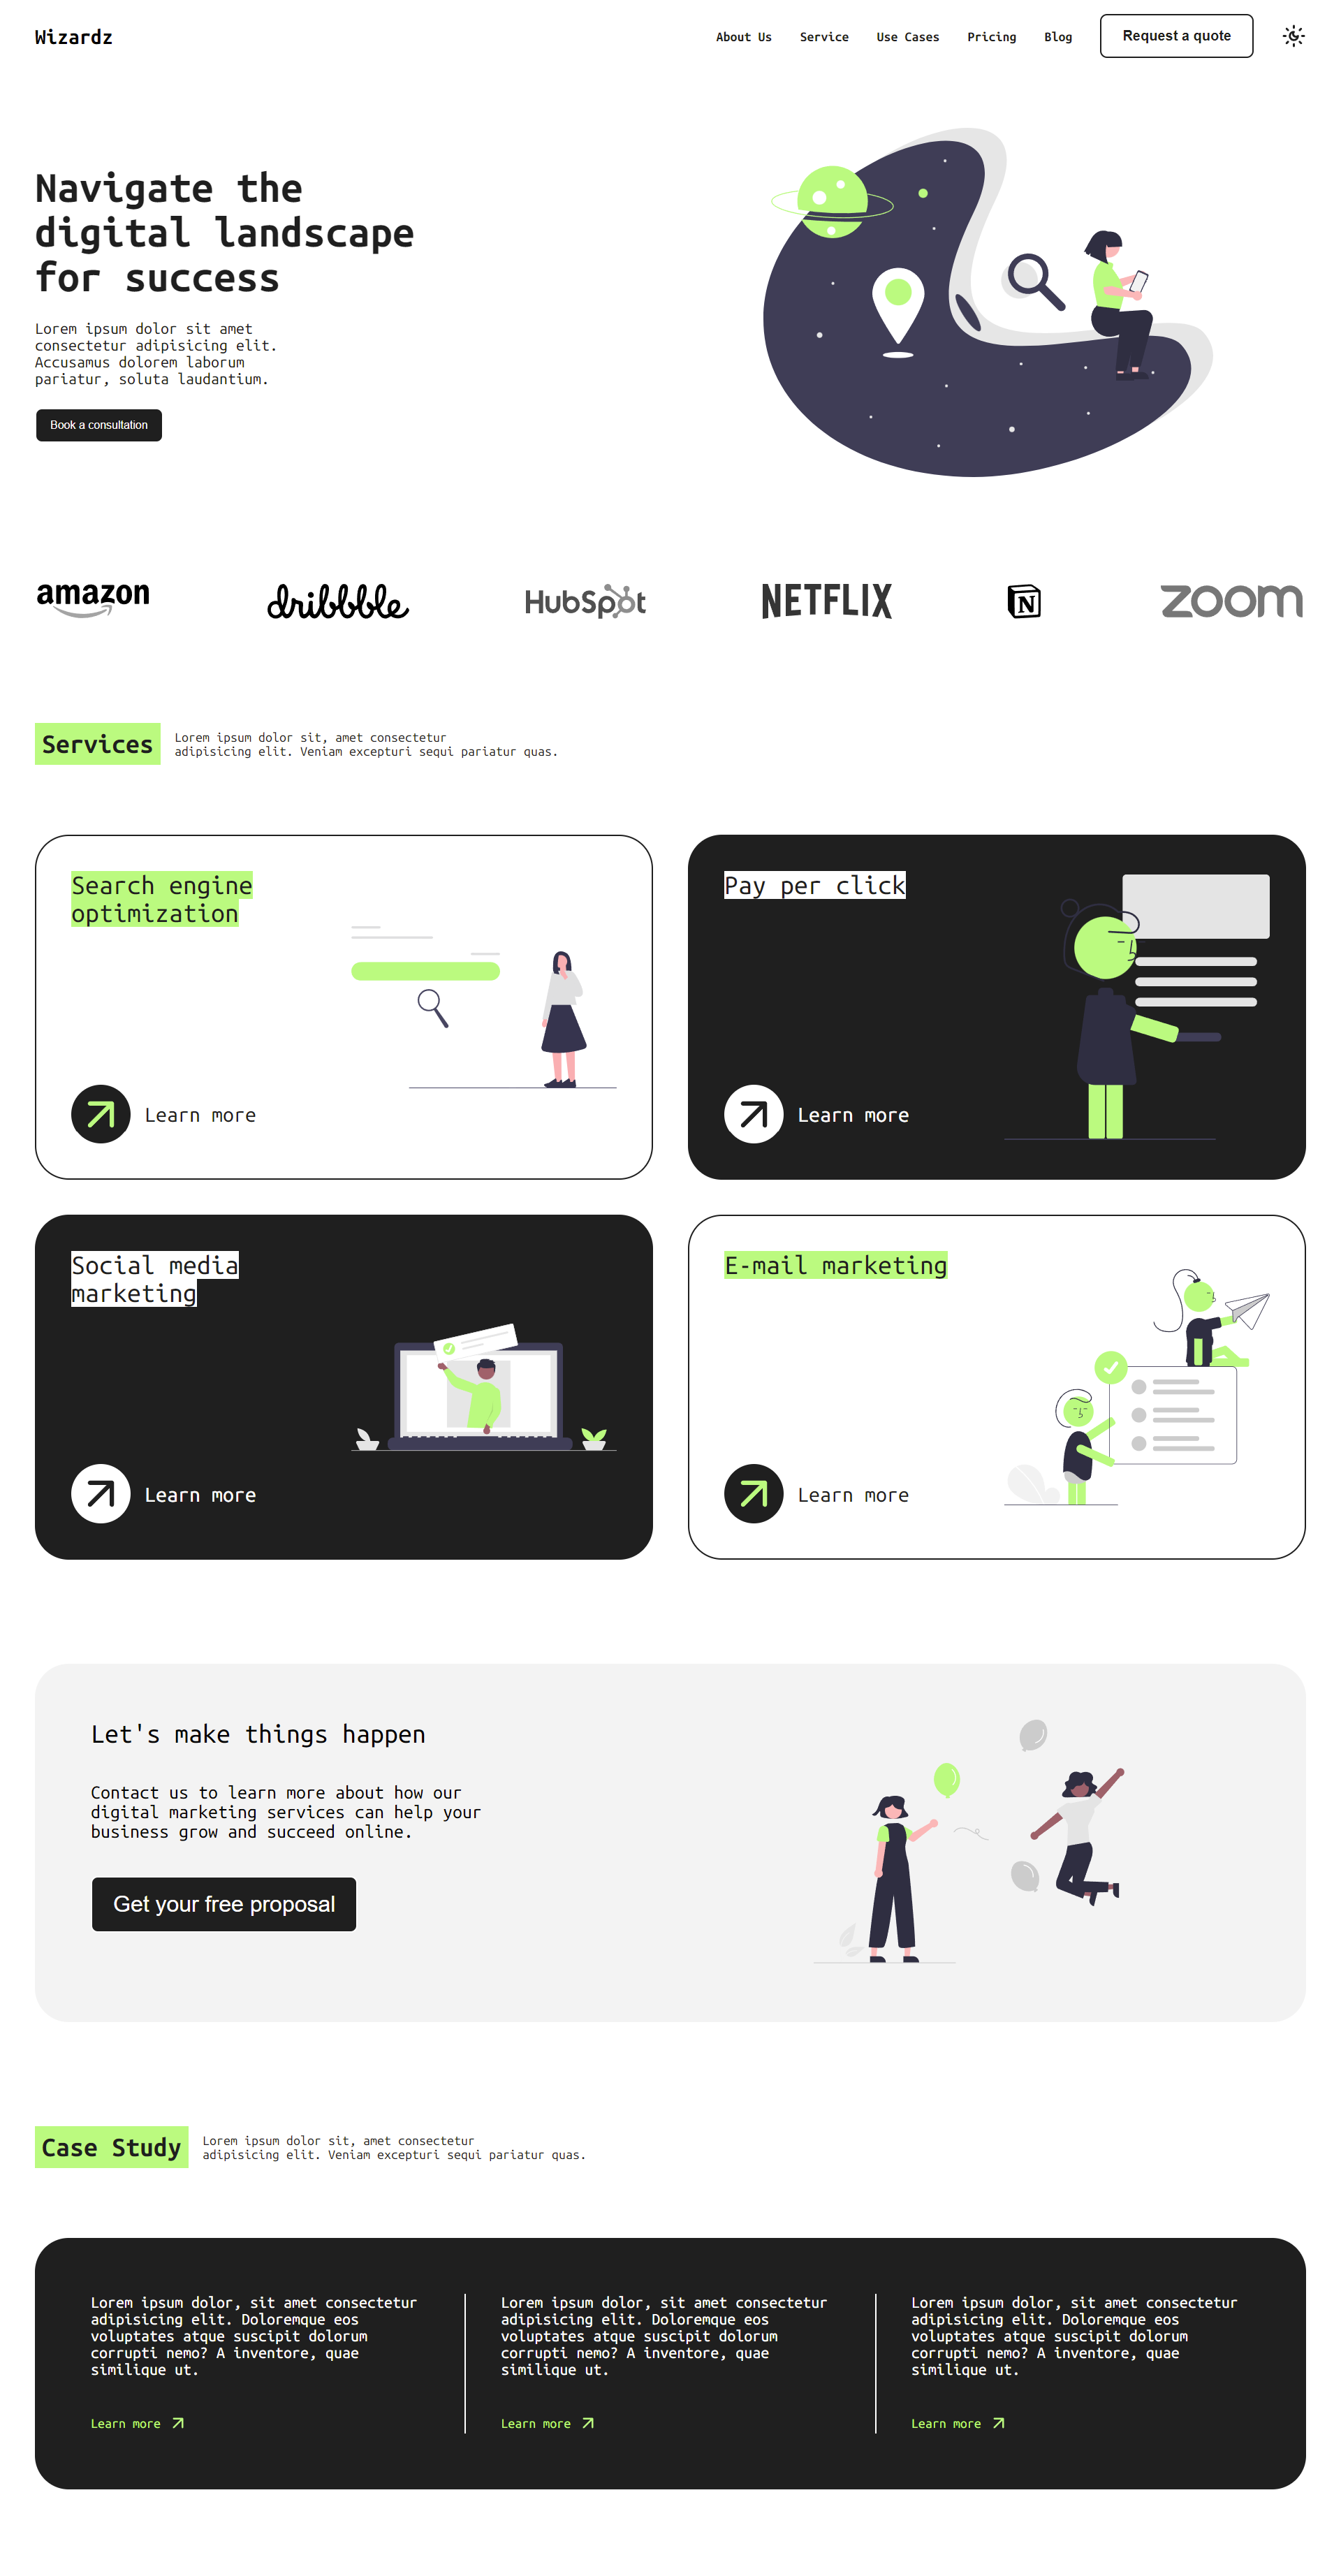 Wizardz
About Us
Service
Use Cases
Pricing
Blog
Request a quote
Navigate the
digital landscape
for success
Lorem ipsum dolor sit amet
consectetur adipisicing elit.
Accusamus dolorem laborum
pariatur, soluta laudantium.
Book a consultation
amazon
dribbble
HubSpot
NETFLIX
N
zoom
Services
Lorem ipsum dolor sit, amet consectetur
adipisicing elit. Veniam excepturi sequi pariatur quas.
Search engine
optimization
Learn more
Pay per click
Learn more
Social media
marketing
Learn more
E-mail marketing
Learn more
Let's make things happen
Contact us to learn more about how our
digital marketing services can help your
business grow and succeed online.
Get your free proposal
Case Study
Lorem ipsum dolor sit, amet consectetur
adipisicing elit. Veniam excepturi sequi pariatur quas.
Lorem ipsum dolor, sit amet consectetur
adipisicing elit. Doloremque eos
voluptates atque suscipit dolorum
corrupti nemo? A inventore, quae
similique ut.
Learn more
Lorem ipsum dolor, sit amet consectetur
adipisicing elit. Doloremque eos
voluptates atque suscipit dolorum
corrupti nemo? A inventore, quae
similique ut.
Learn more
Lorem ipsum dolor, sit amet consectetur
adipisicing elit. Doloremque eos
voluptates atque suscipit dolorum
corrupti nemo? A inventore, quae
similique ut.
Learn more